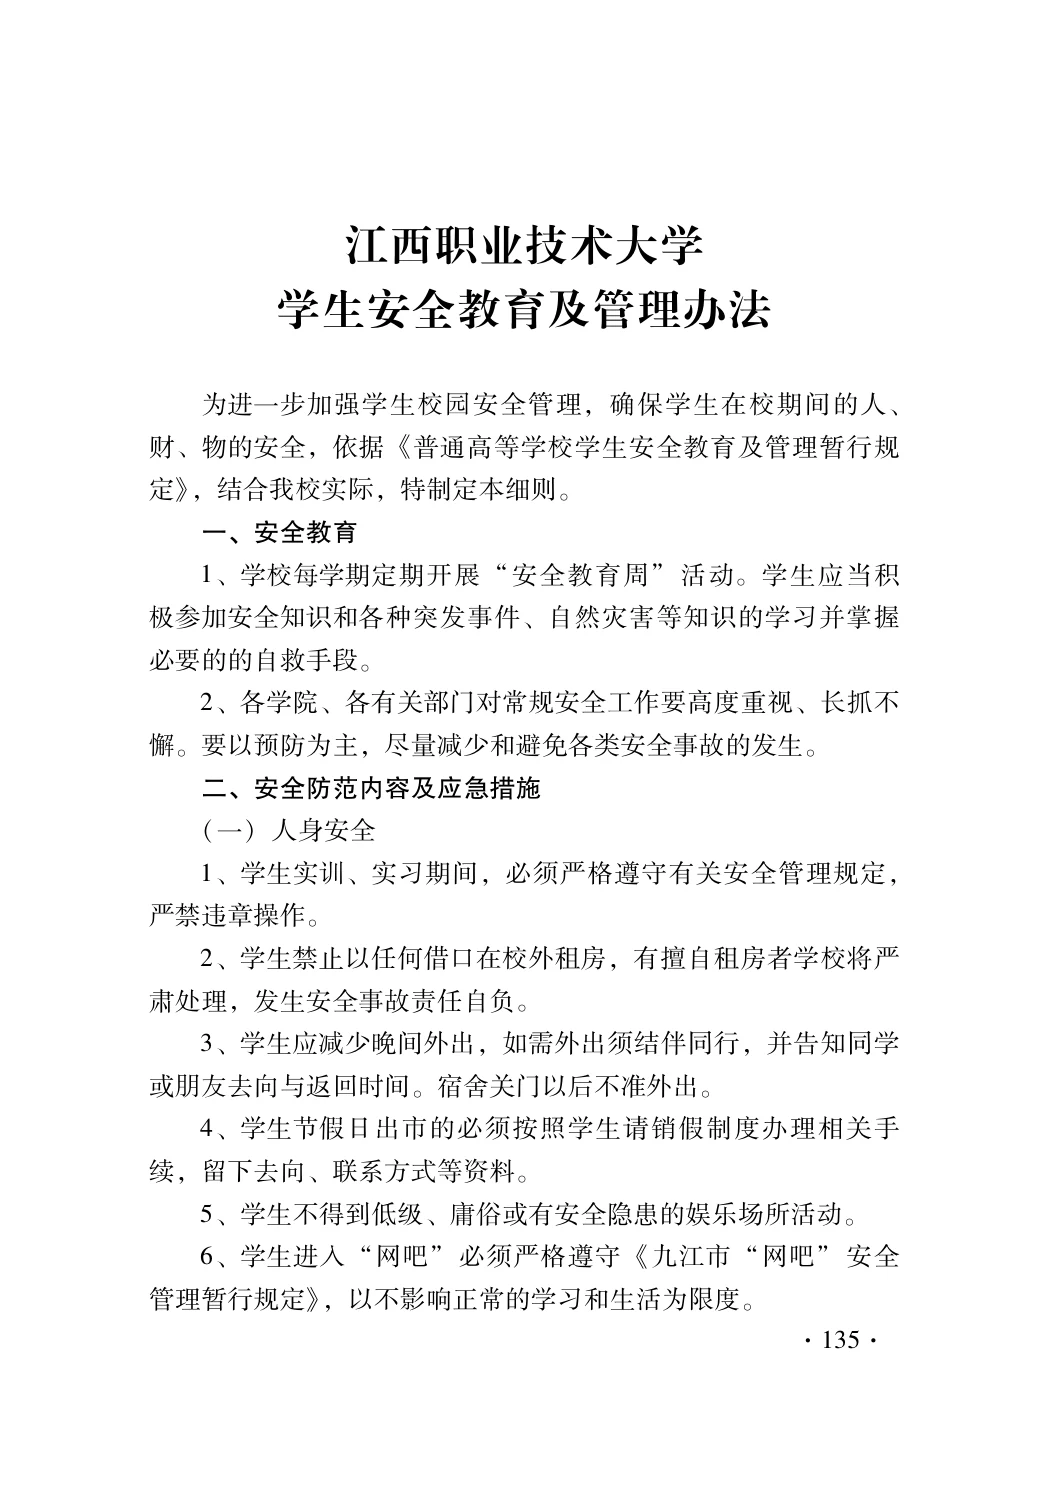 江西职业技术大学
学生安全教育及管理办法
为进一步加强学生校园安全管理，确保学生在校期间的人、
财、物的安全，依据《普通高等学校学生安全教育及管理暂行规
定》，结合我校实际，特制定本细则。
一、安全教育
1、学校每学期定期开展“安全教育周”活动。学生应当积
极参加安全知识和各种突发事件、自然灾害等知识的学习并掌握
必要的的自救手段。
2、各学院、各有关部门对常规安全工作要高度重视、长抓不
懈。要以预防为主，尽量减少和避免各类安全事故的发生。
二、安全防范内容及应急措施
（一）人身安全
1、学生实训、实习期间，必须严格遵守有关安全管理规定，
严禁违章操作。
2、学生禁止以任何借口在校外租房，有擅自租房者学校将严
肃处理，发生安全事故责任自负。
3、学生应减少晚间外出，如需外出须结伴同行，并告知同学
或朋友去向与返回时间。宿舍关门以后不准外出。
4、学生节假日出市的必须按照学生请销假制度办理相关手
续，留下去向、联系方式等资料。
5、学生不得到低级、庸俗或有安全隐患的娱乐场所活动。
6、学生进入“网吧”必须严格遵守《九江市“网吧”安全
管理暂行规定》，以不影响正常的学习和生活为限度。
·135·